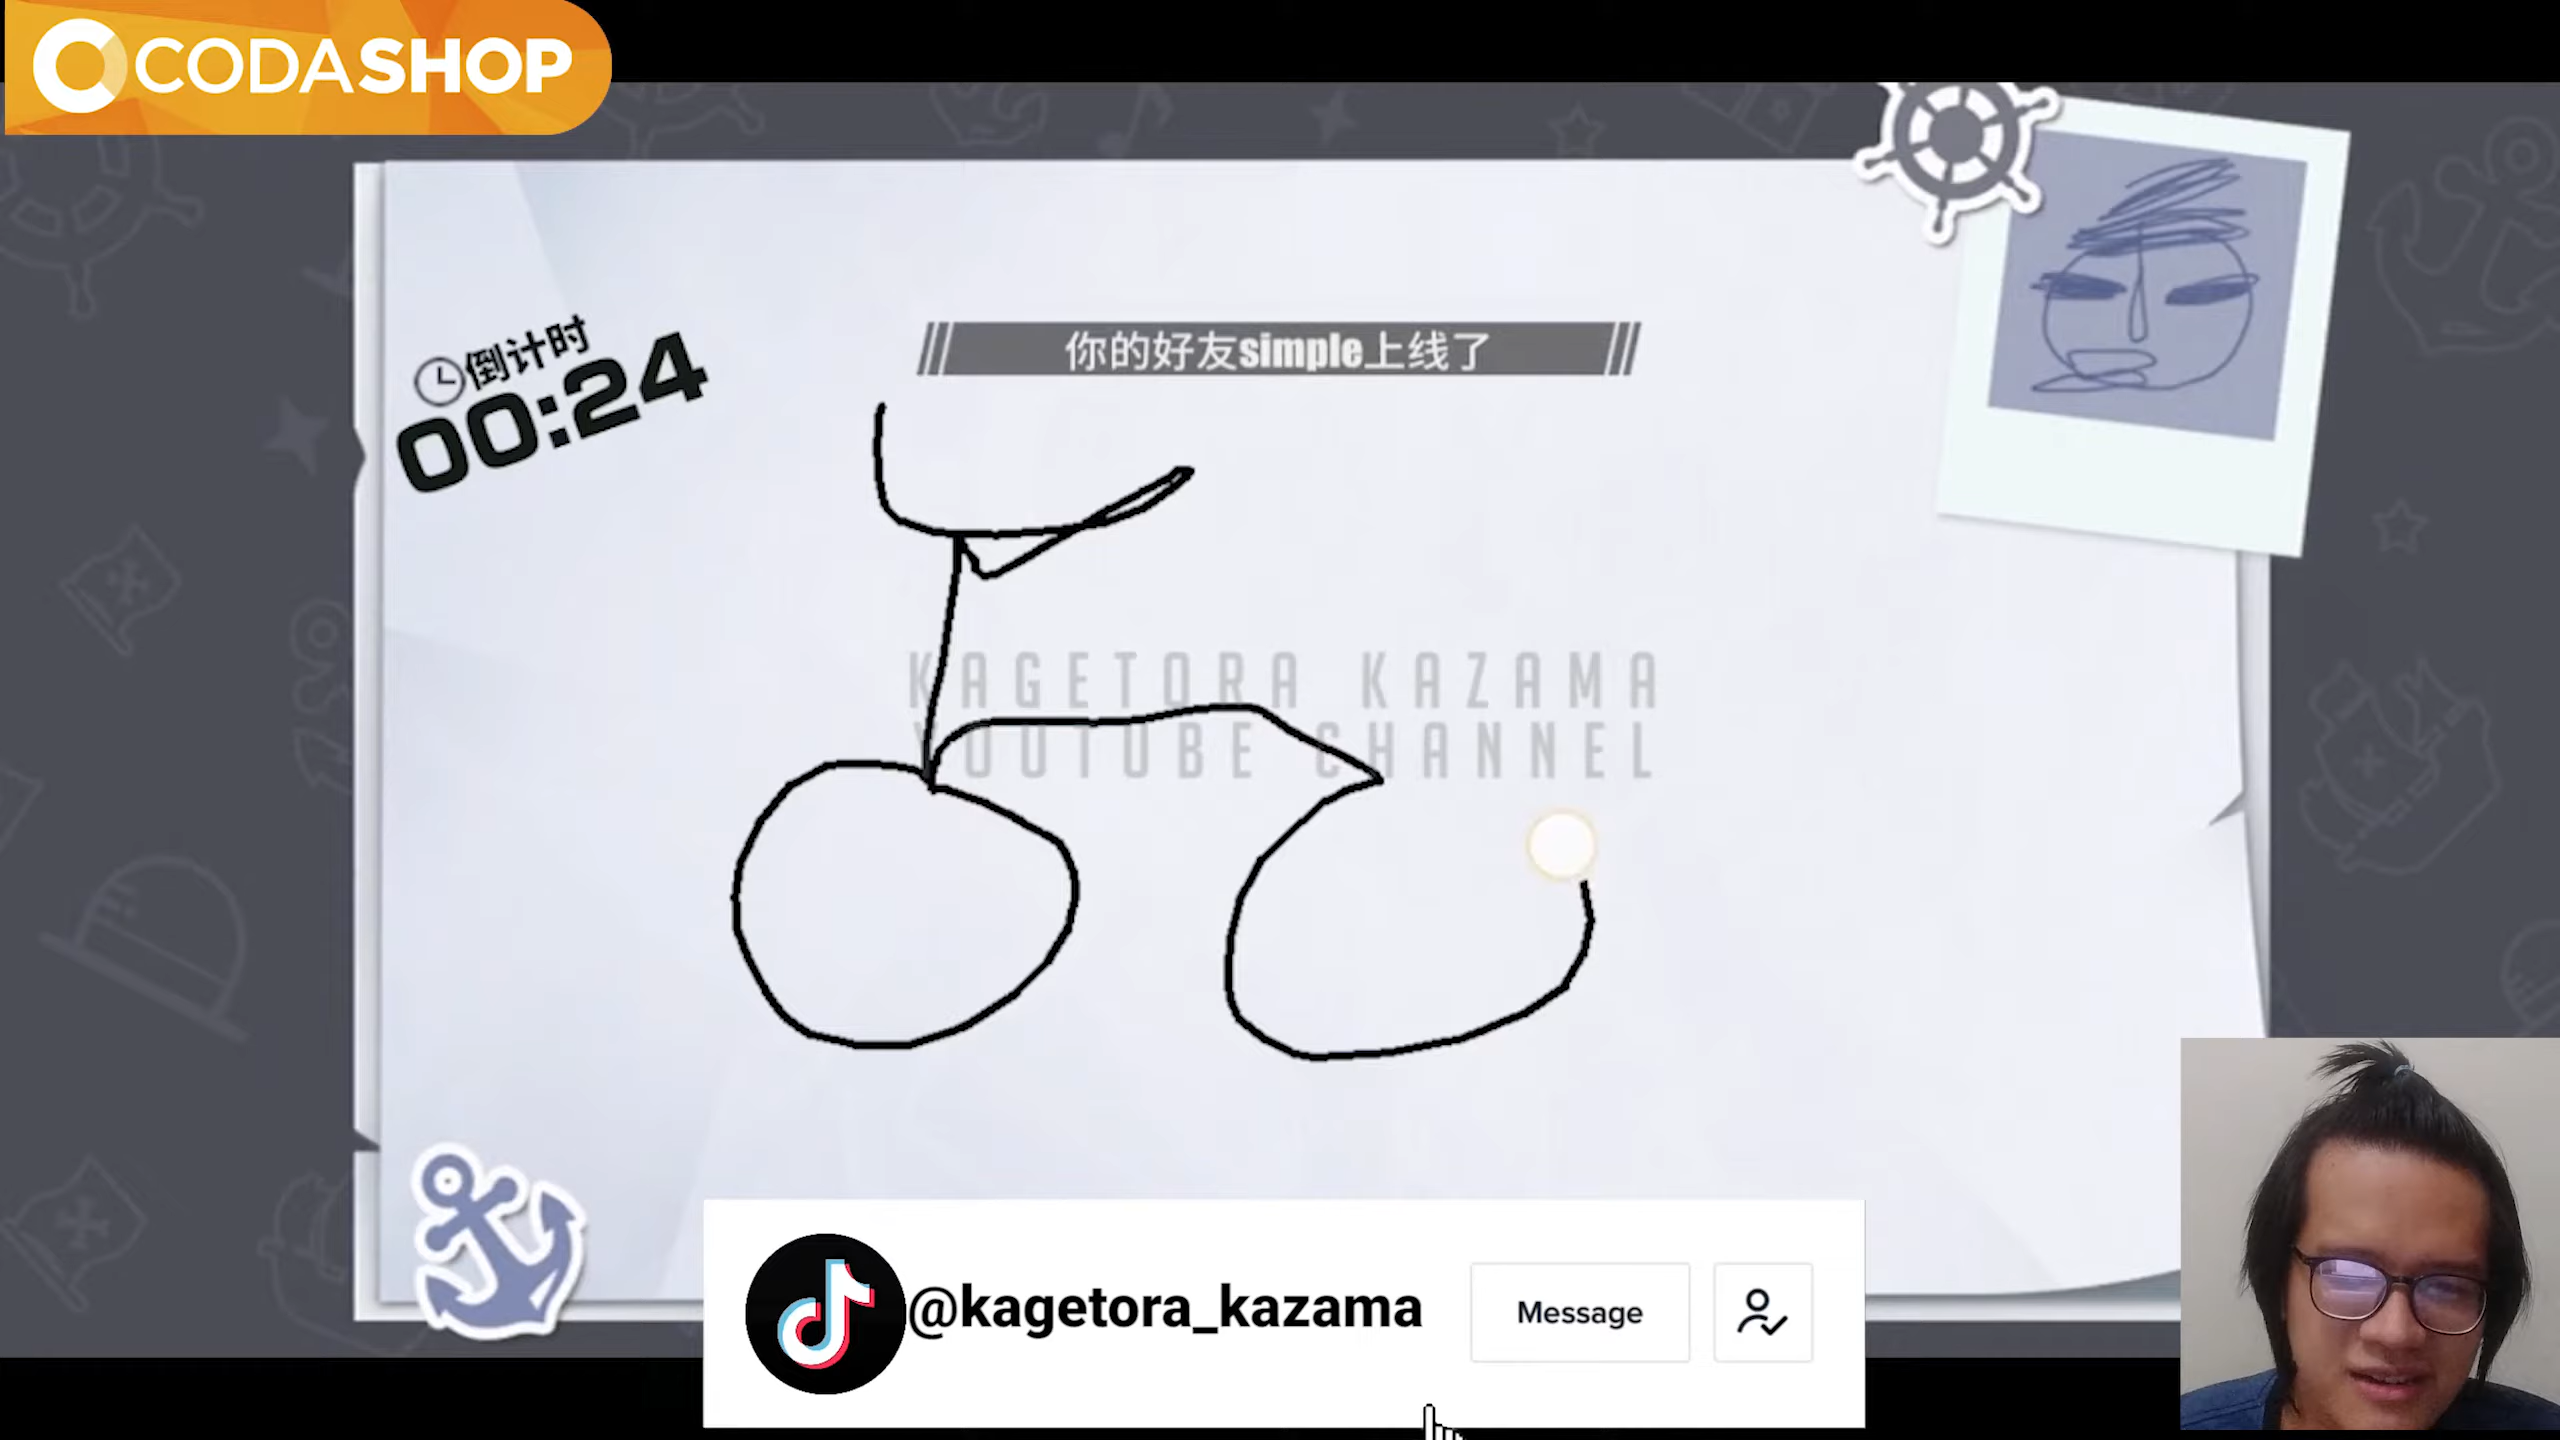 CODASHOP
你的好友simple上线了
倒计时
00:24
KAGETORA KAZAMA
YOUTUBE CHANNEL
@kagetora_kazama
Message